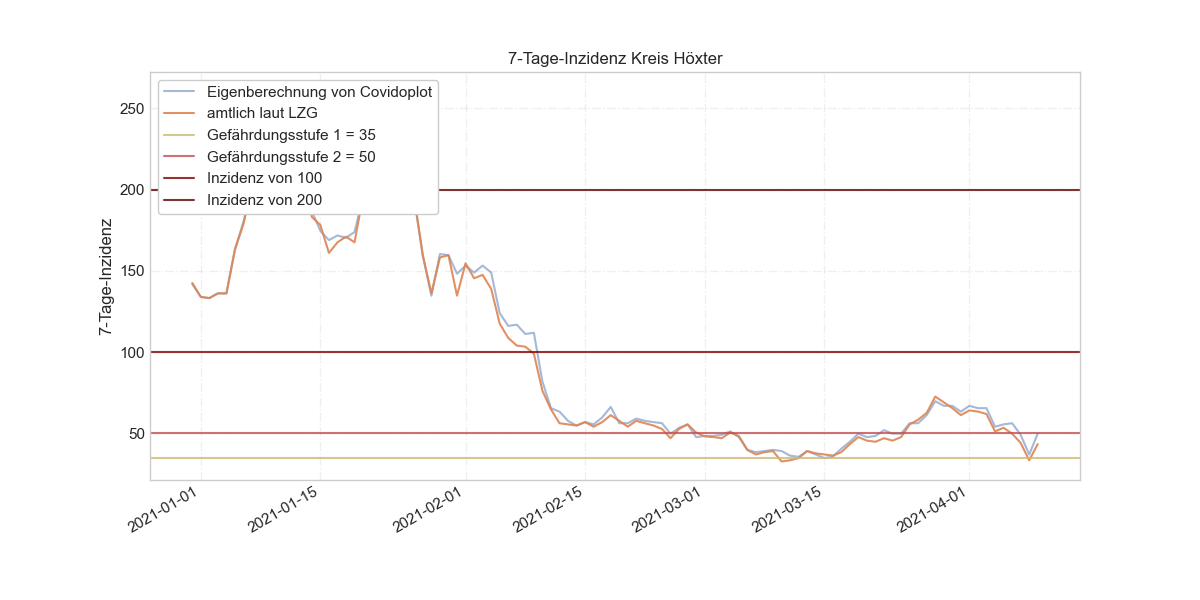 7-Tage-Inzidenz Kreis Höxter
Eigenberechnung von Covidoplot
amtlich laut LZG
Gefährdungsstufe 1 = 35
Gefährdungsstufe 2 = 50
Inzidenz von 100
Inzidenz von 200
7-Tage-Inzidenz
250
200
150
100
50
2021-01-01
2021-01-15
2021-02-01
2021-02-15
2021-03-01
2021-03-15
2021-04-01